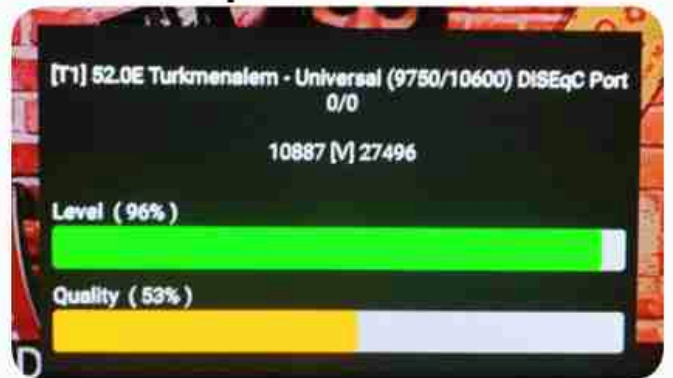 [T1] 52.0E Turkmenalem - Universal (9750/10600) DiSEqC Port
0/0
10887 [V] 27496
Level ( 96% )
Quality ( 53% )
D